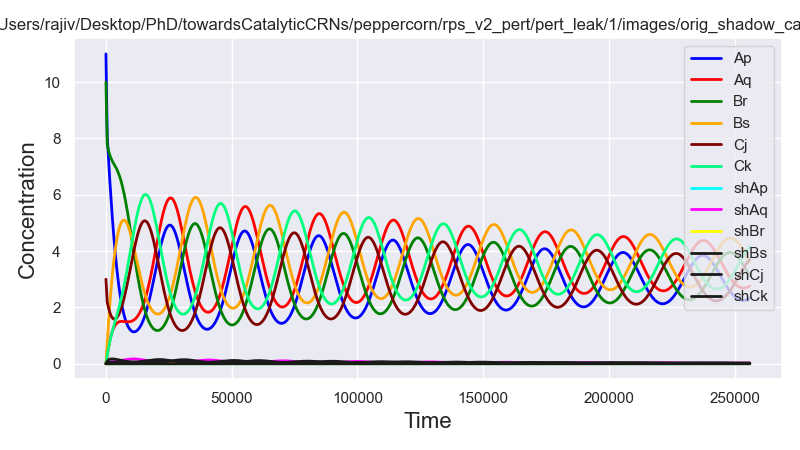 Users/rajiv/Desktop/PhD/towardsCatalyticCRNs/peppercorn/rps_v2_pert/pert_leak/1/images/orig_shadow_ca
Concentration
10
8
6
4
2
0
0
50000
100000
150000
200000
250000
Time
Ap
Aq
Br
Bs
Cj
Ck
shAp
shAq
shBr
shBs
shCj
shCk